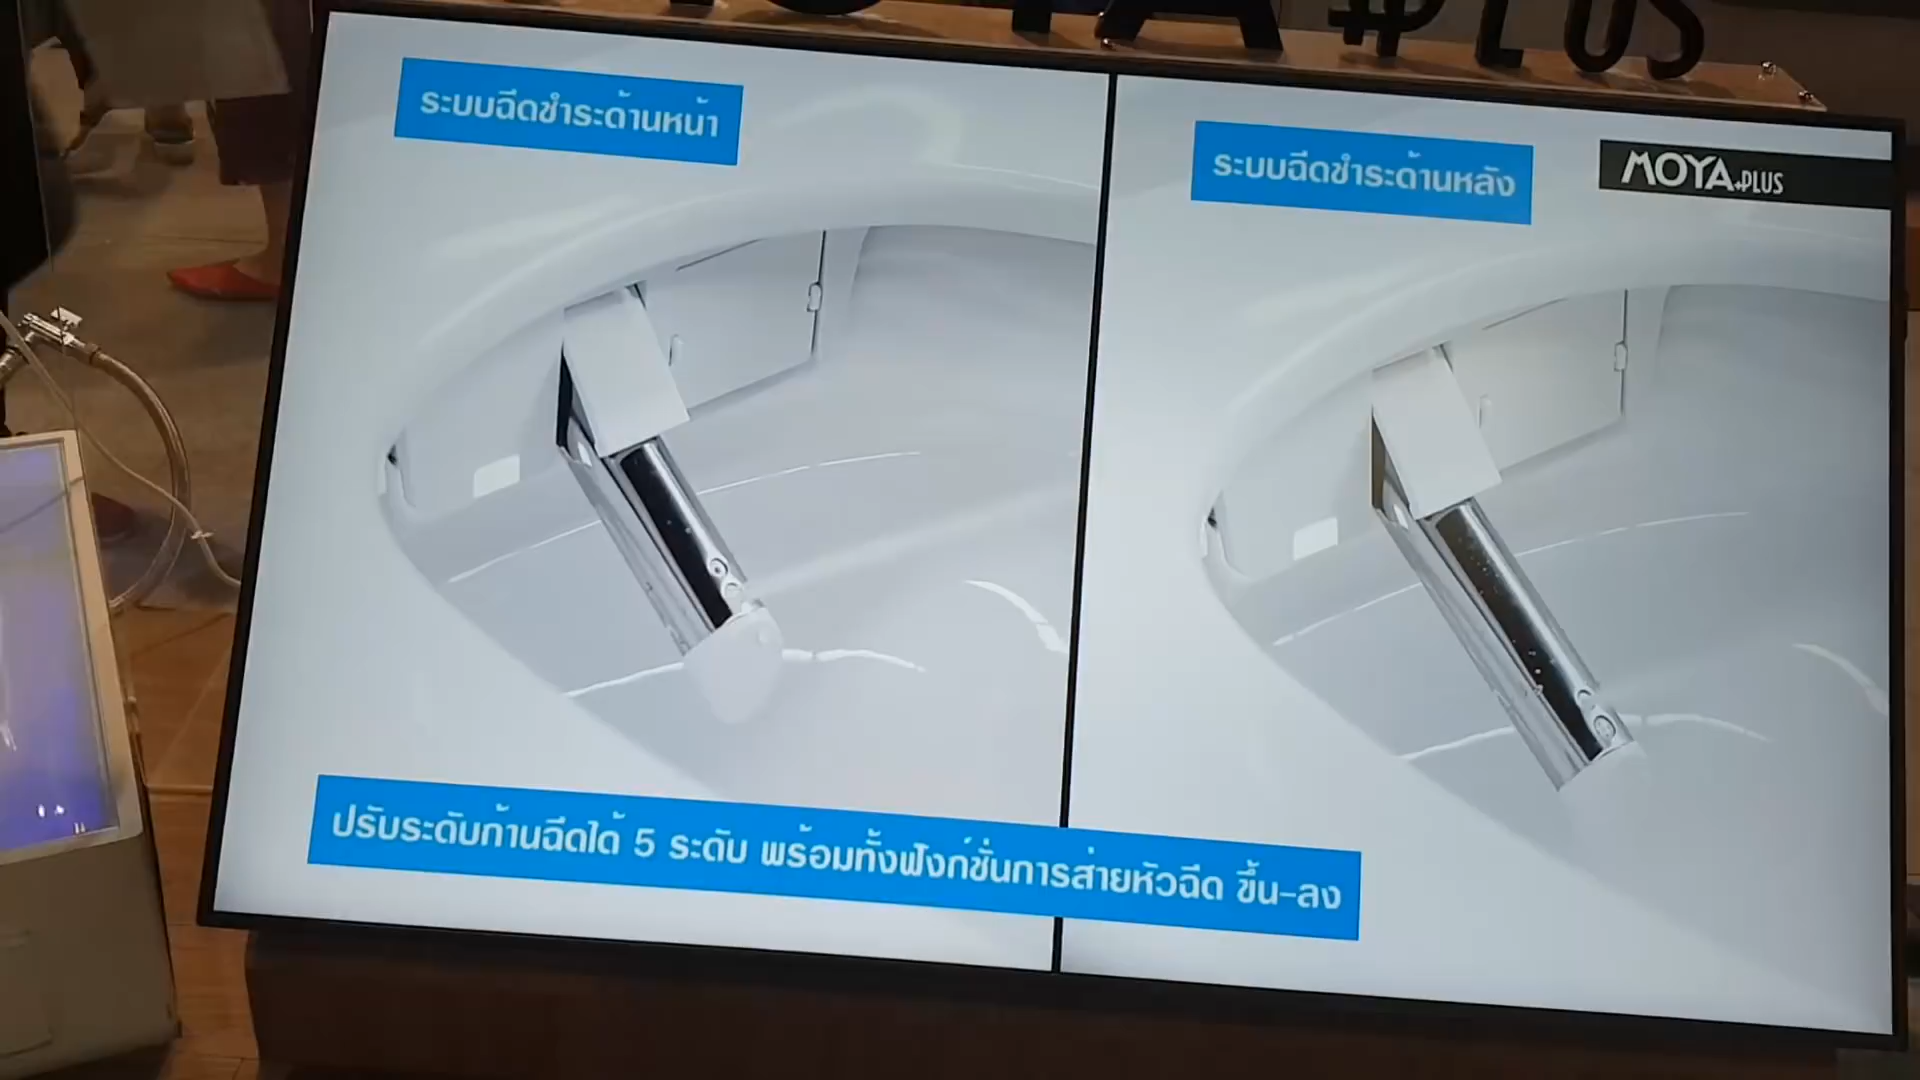 PLUS
ระบบฉีดชำระด้านหน้า
ระบบฉีดชำระด้านหลัง
MOYA+PLUS
ปรับระดับก้านฉีดได้ 5 ระดับ พร้อมทั้งฟังก์ชั่นการส่ายหัวฉีด ขึ้น-ลง